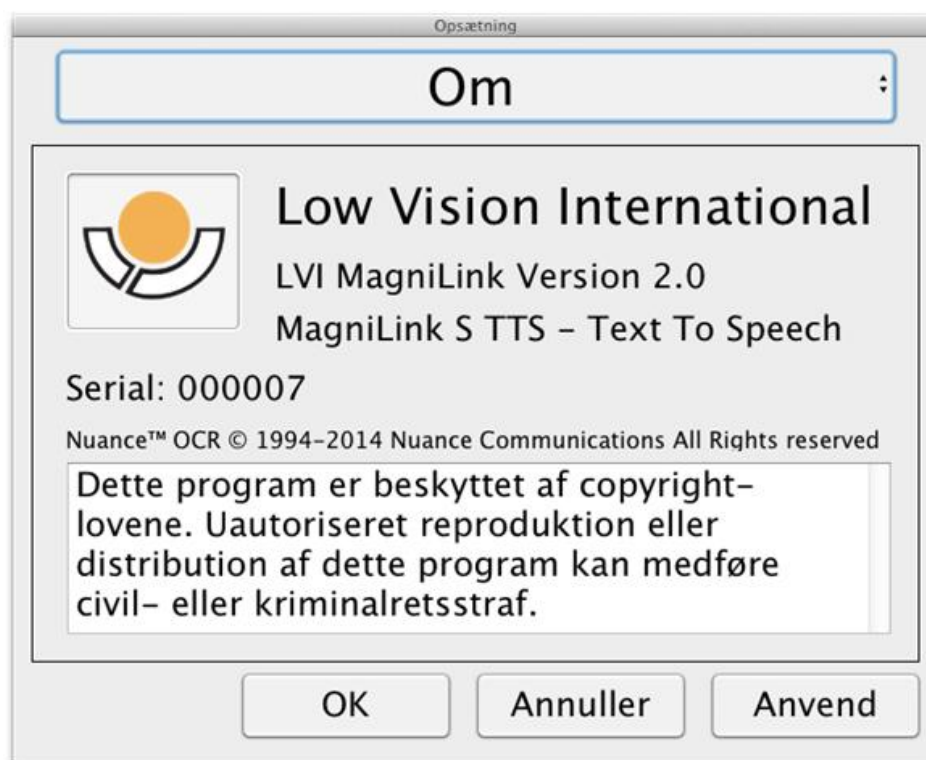 Opsætning
Om
Low Vision International
LVI MagniLink Version 2.0
MagniLink S TTS – Text To Speech
Serial: 000007
Nuance™ OCR © 1994–2014 Nuance Communications All Rights reserved
Dette program er beskyttet af copyright–
lovene. Uautoriseret reproduktion eller
distribution af dette program kan medføre
civil– eller kriminalretsstraf.
OK Annuller Anvend